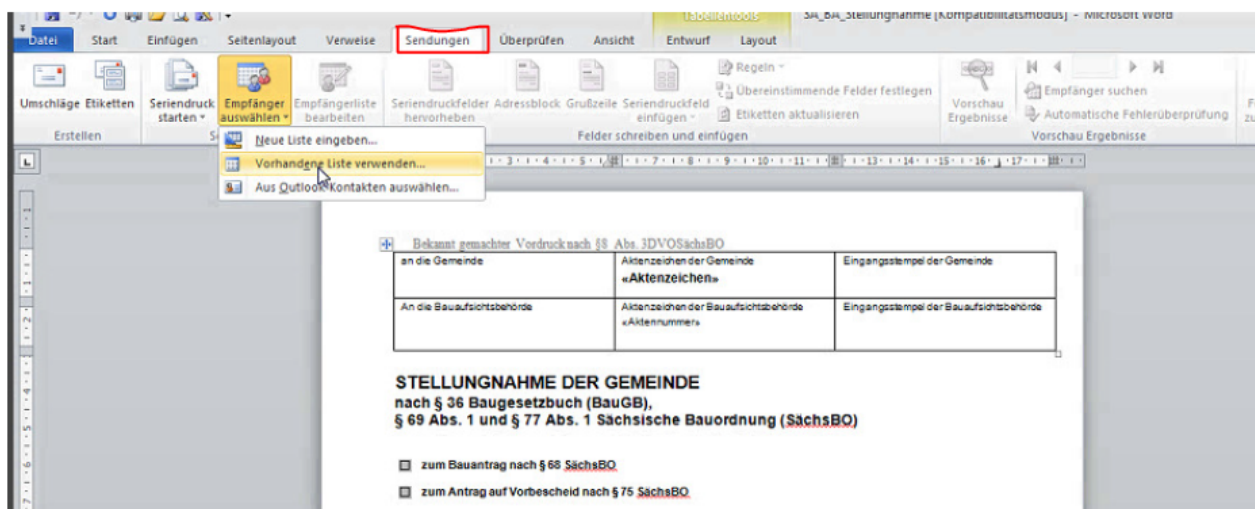 Tabellentools SA_BA_Stellungnahme [Kompatibilitätsmodus] - Microsoft Word
Datei Start Einfügen Seitenlayout Verweise Sendungen Überprüfen Ansicht Entwurf Layout
Umschläge Etiketten Seriendruck starten Empfänger auswählen Empfängerliste bearbeiten Seriendruckfelder hervorheben Adressblock Grußzeile Seriendruckfeld einfügen
Regeln
Übereinstimmende Felder festlegen
Etiketten aktualisieren
Vorschau Ergebnisse
Empfänger suchen
Automatische Fehlerüberprüfung
Erstellen Felder schreiben und einfügen Vorschau Ergebnisse
Neue Liste eingeben...
Vorhandene Liste verwenden...
Aus Outlook-Kontakten auswählen...
Bekannt gemachter Vordruck nach §8 Abs. 3DVOSächsBO
an die Gemeinde Aktenzeichen der Gemeinde Eingangsstempel der Gemeinde
«Aktenzeichen»
An die Bauaufsichtsbehörde Aktenzeichen der Bauaufsichtsbehörde Eingangsstempel der Bauaufsichtsbehörde
«Aktennummer»
STELLUNGNAHME DER GEMEINDE
nach § 36 Baugesetzbuch (BauGB),
§ 69 Abs. 1 und § 77 Abs. 1 Sächsische Bauordnung (SächsBO)
zum Bauantrag nach § 68 SächsBO
zum Antrag auf Vorbescheid nach § 75 SächsBO